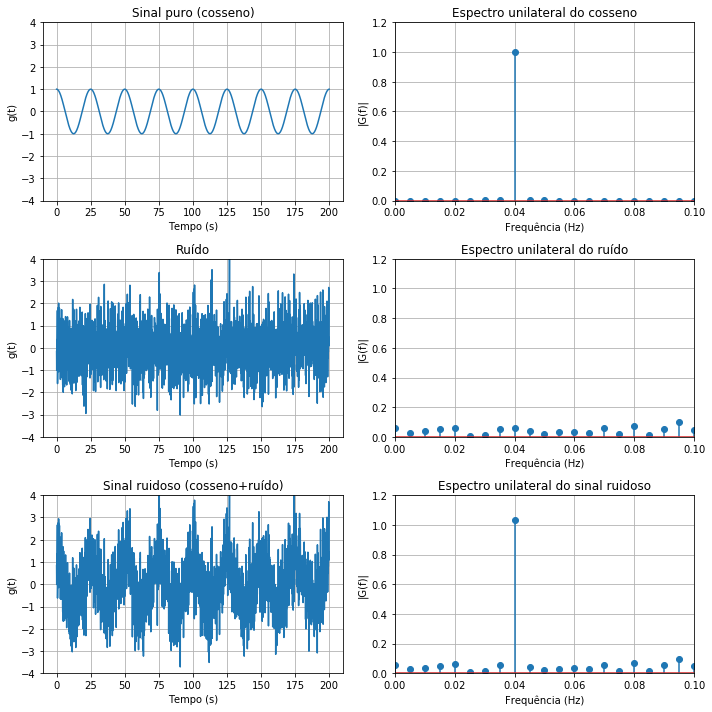 Sinal puro (cosseno)
4
3
2
1
0
−1
−2
−3
−4
g(t)
0 25 50 75 100 125 150 175 200
Tempo (s)
Espectro unilateral do cosseno
1.2
1.0
0.8
0.6
0.4
0.2
0.0
|G(f)|
0.00 0.02 0.04 0.06 0.08 0.10
Frequência (Hz)
Ruído
4
3
2
1
0
−1
−2
−3
−4
g(t)
0 25 50 75 100 125 150 175 200
Tempo (s)
Espectro unilateral do ruído
1.2
1.0
0.8
0.6
0.4
0.2
0.0
|G(f)|
0.00 0.02 0.04 0.06 0.08 0.10
Frequência (Hz)
Sinal ruidoso (cosseno+ruído)
4
3
2
1
0
−1
−2
−3
−4
g(t)
0 25 50 75 100 125 150 175 200
Tempo (s)
Espectro unilateral do sinal ruidoso
1.2
1.0
0.8
0.6
0.4
0.2
0.0
|G(f)|
0.00 0.02 0.04 0.06 0.08 0.10
Frequência (Hz)